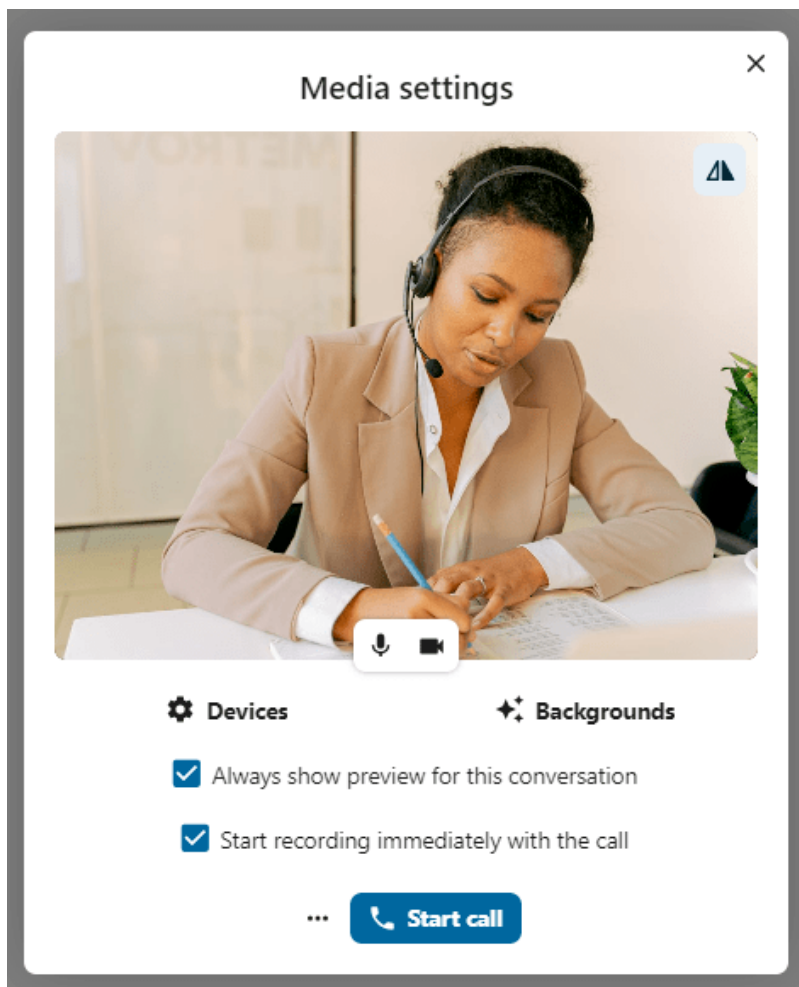 Media settings
Devices
Backgrounds
Always show preview for this conversation
Start recording immediately with the call
Start call